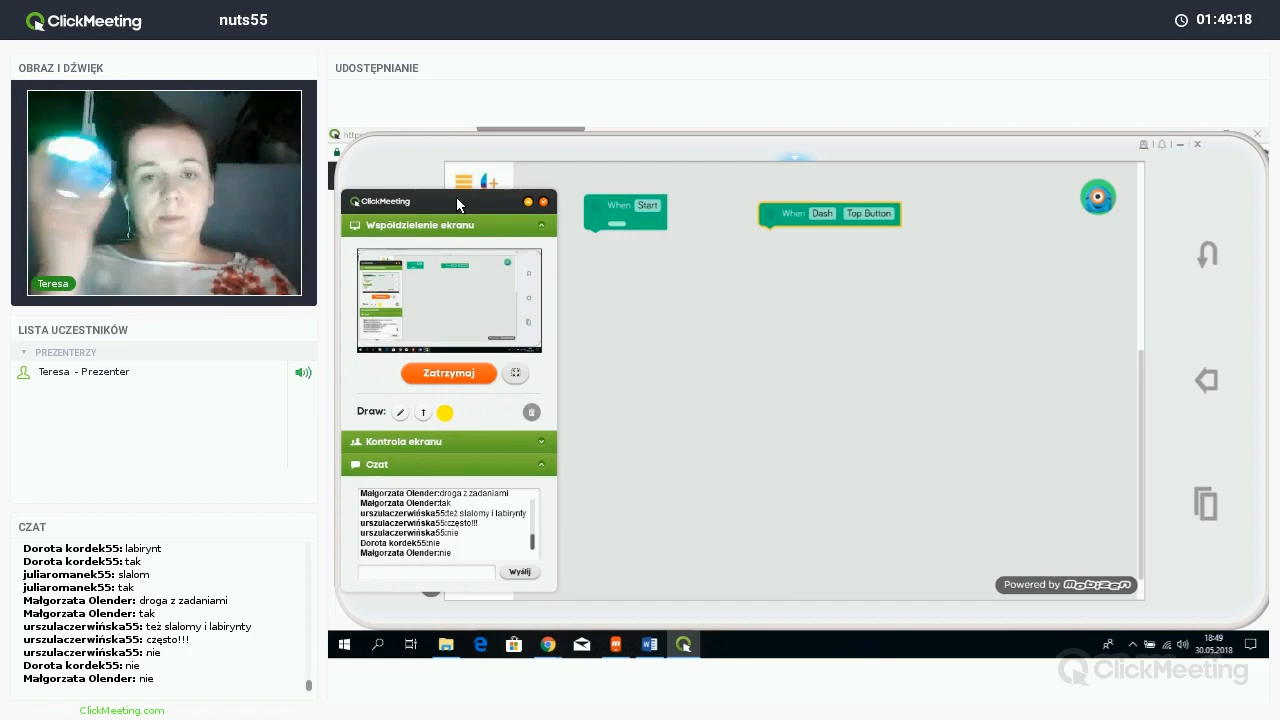 ClickMeeting
nuts55
01:49:18
OBRAZ I DŹWIĘK
UDOSTĘPNIANIE
Teresa
LISTA UCZESTNIKÓW
PREZENTERZY
Teresa - Prezenter
CZAT
Dorota kordek55: labirynt
Dorota kordek55: tak
juliaromanek55: slalom
juliaromanek55: tak
Małgorzata Olender: droga z zadaniami
Małgorzata Olender: tak
urszulaczerwińska55: też slalomy i labirynty
urszulaczerwińska55: często!!!
urszulaczerwińska55: nie
Dorota kordek55: nie
Małgorzata Olender: nie
ClickMeeting.com
ClickMeeting
Współdzielenie ekranu
Zatrzymaj
Draw:
T
Kontrola ekranu
Czat
Małgorzata Olender:droga z zadaniami
Małgorzata Olender:tak
urszulaczerwińska55:też slalomy i labirynty
urszulaczerwińska55:często!!!
urszulaczerwińska55:nie
Dorota kordek55:nie
Małgorzata Olender:nie
Wyślij
When Start
When Dash Top Button
Powered by mobizen
18:49
30.05.2018
ClickMeeting